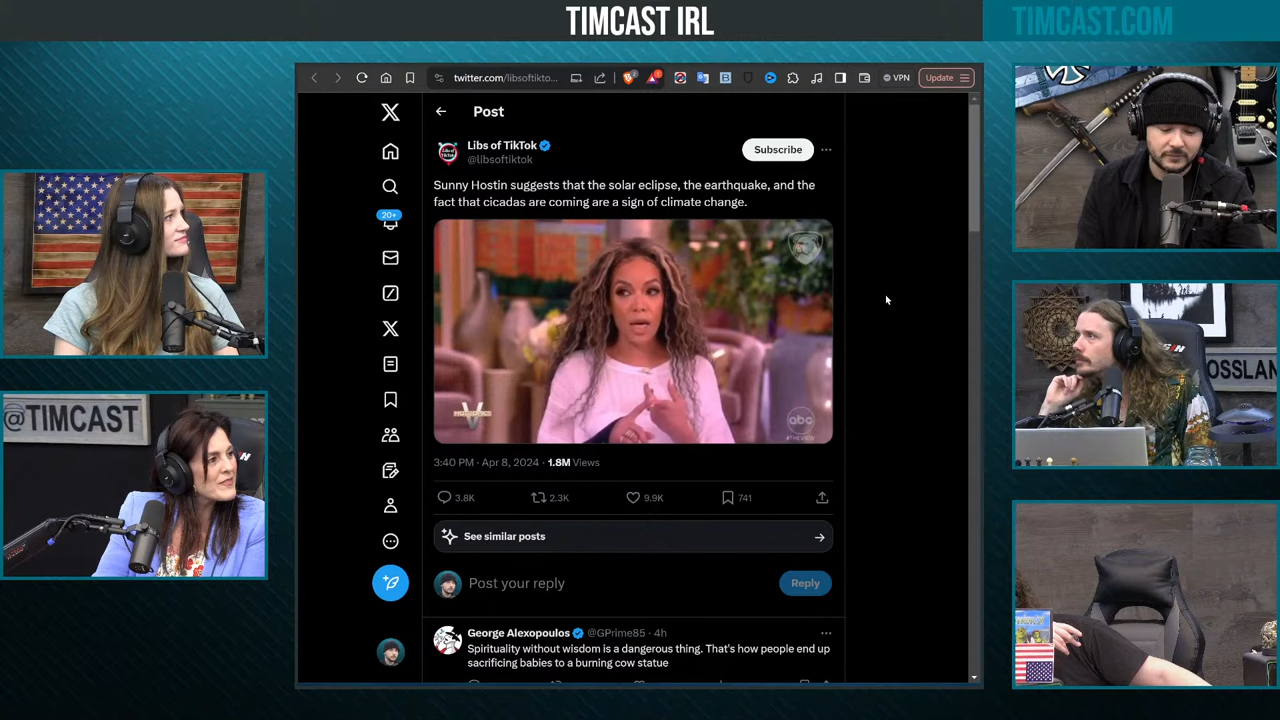 TIMCAST IRL
TIMCAST.COM
twitter.com/libsoftikto...
VPN
Update
Post
Libs of TikTok
@libsoftiktok
Subscribe
Sunny Hostin suggests that the solar eclipse, the earthquake, and the
fact that cicadas are coming are a sign of climate change.
20+
abc
#THEVIEW
3:40 PM · Apr 8, 2024 · 1.8M Views
3.8K
2.3K
9.9K
741
See similar posts
Post your reply
Reply
George Alexopoulos @GPrime85 · 4h
Spirituality without wisdom is a dangerous thing. That's how people end up
sacrificing babies to a burning cow statue
@TIMCAST
OSSLAN